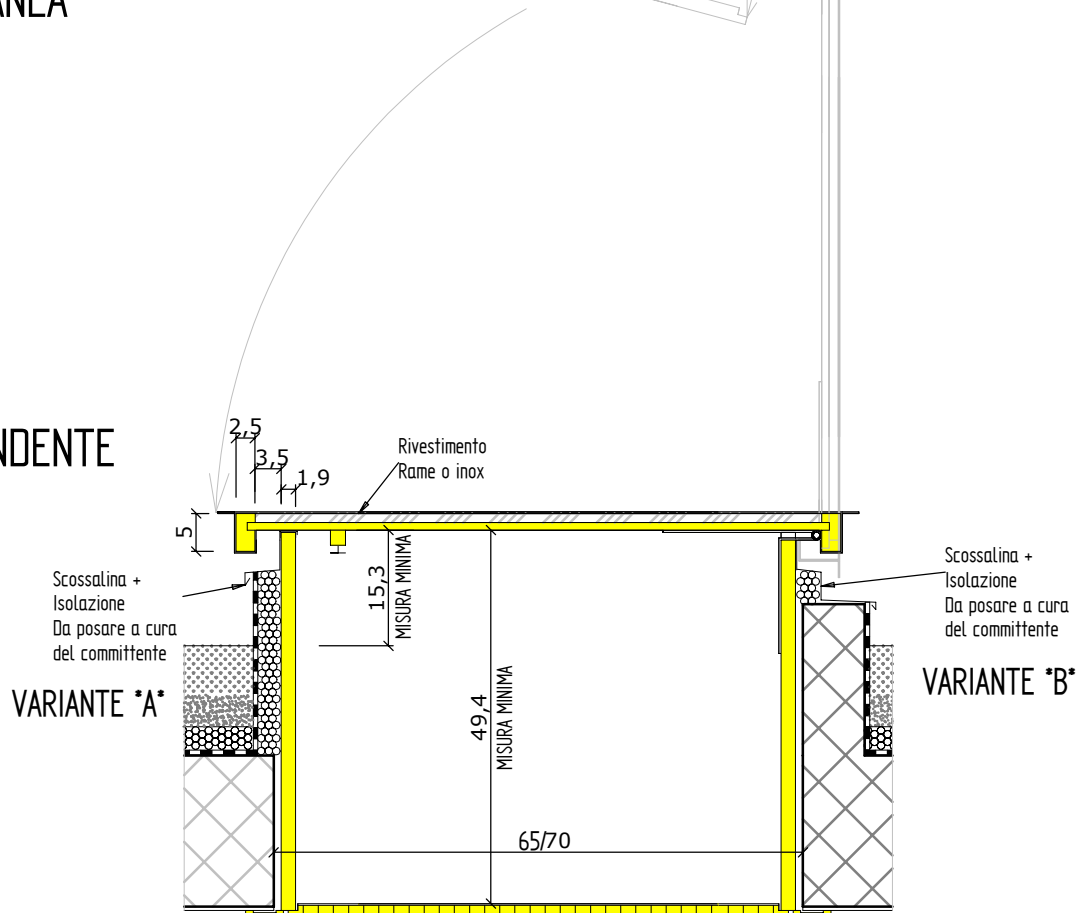 NDENTE
2,5
3,5
1,9
Rivestimento
Rame o inox
5
15,3
MISURA MINIMA
Scossalina +
Isolazione
Da posare a cura
del committente
VARIANTE "A"
49,4
MISURA MINIMA
Scossalina +
Isolazione
Da posare a cura
del committente
VARIANTE "B"
65/70